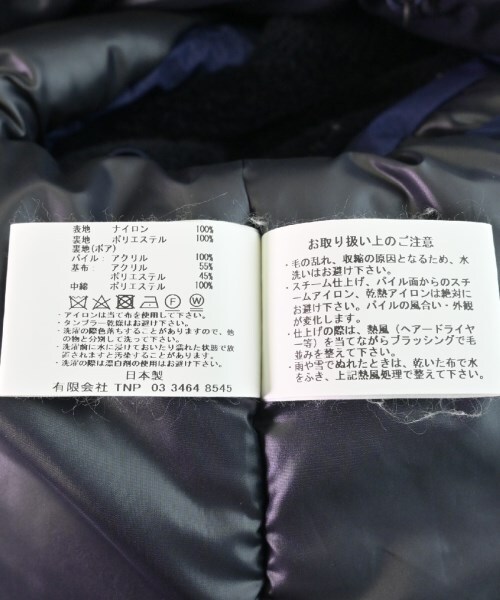 表地 ナイロン 100%
裏地 ポリエステル 100%
裏地(ボア)
パイル：アクリル 100%
基布：アクリル 55%
ポリエステル 45%
中綿：ポリエステル 100%
F W
・アイロンは当て布を使用して下さい。
・タンブラー乾燥はお避け下さい。
・洗濯の際色落ちすることがありますので、他
の物と分別して洗って下さい。
・洗濯前に水に浸けておいたり濡れた状態で放
置されますと汚染することがあります。
・洗濯の際は漂白剤の使用はお避け下さい。
日本製
有限会社 TNP 03 3464 8545
お取り扱い上のご注意
・毛の乱れ、収縮の原因となるため、水
洗いはお避け下さい。
・スチーム仕上げ、パイル面からのスチ
ームアイロン、乾熱アイロンは絶対に
お避け下さい。パイルの風合い・外観
が変化します。
・仕上げの際は、熱風（ヘアードライヤ
ー等）を当てながらブラッシングで毛
並みを整えて下さい。
・雨や雪でぬれたときは、乾いた布で水
をふき、上記熱風処理で整えて下さい。